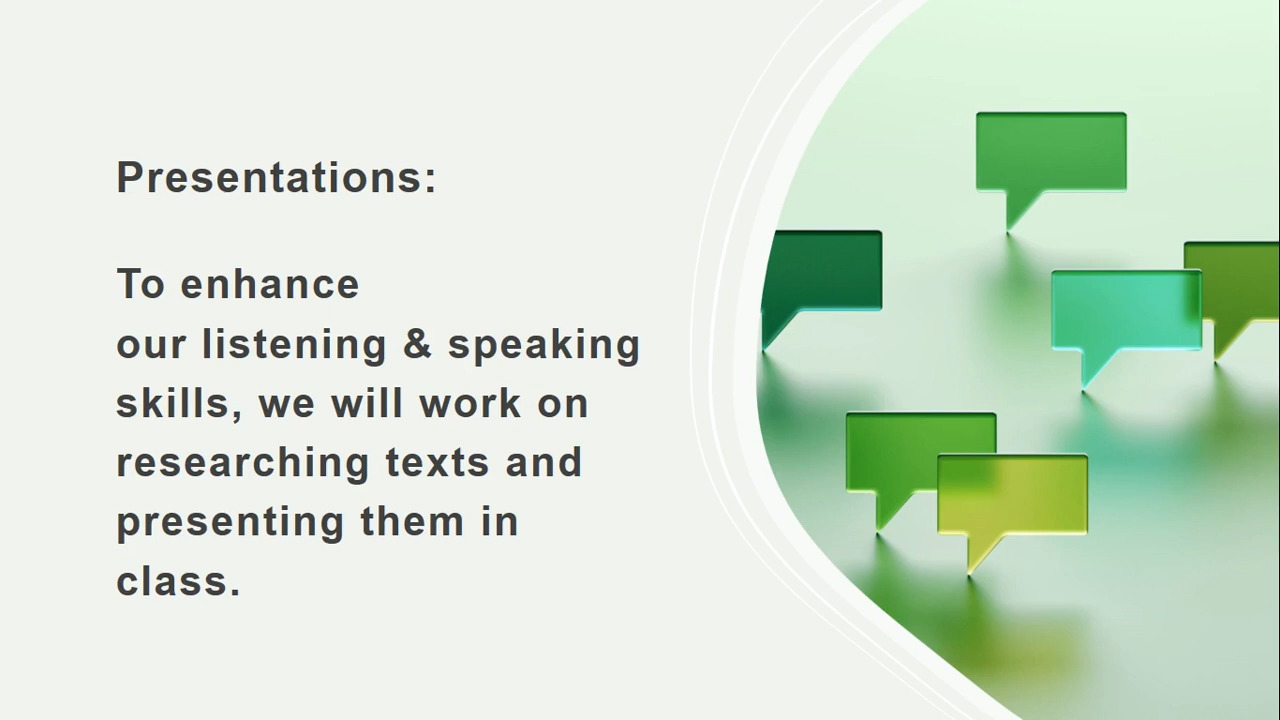 Presentations:
To enhance
our listening & speaking
skills, we will work on
researching texts and
presenting them in
class.